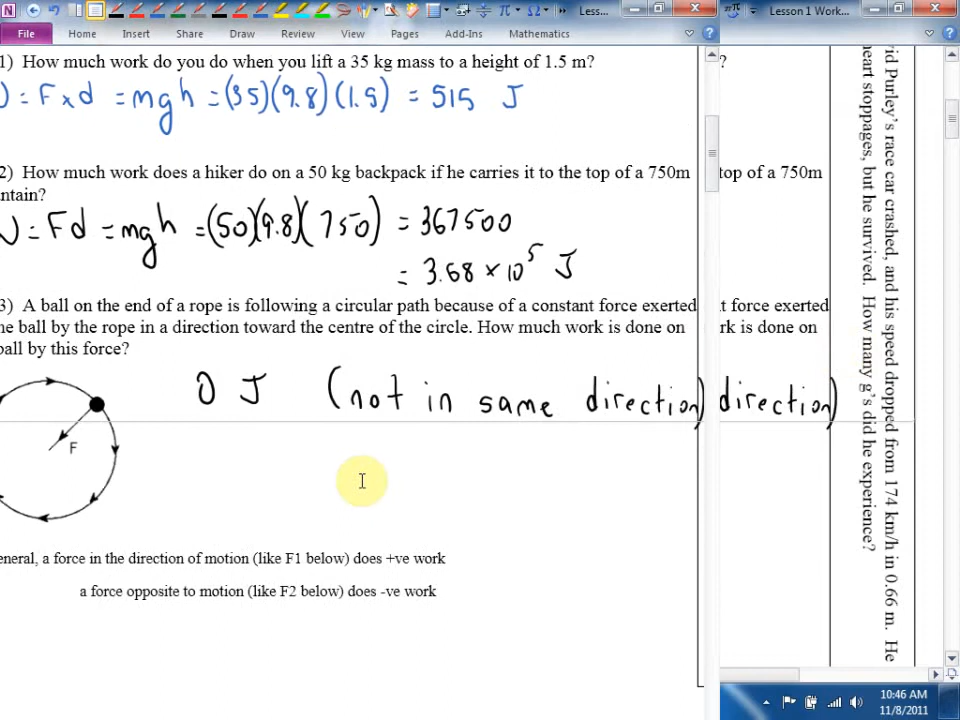 Less...
Lesson 1 Work...
File Home Insert Share Draw Review View Pages Add-Ins Mathematics
1) How much work do you do when you lift a 35 kg mass to a height of 1.5 m?
?
= F x d = mgh = (35)(9.8)(1.5) = 515 J
2) How much work does a hiker do on a 50 kg backpack if he carries it to the top of a 750m
top of a 750m
ntain?
= Fd = mgh = (50)(9.8)(750) = 367500
= 3.68 × 10⁵ J
3) A ball on the end of a rope is following a circular path because of a constant force exerted
t force exerted
he ball by the rope in a direction toward the centre of the circle. How much work is done on
rk is done on
ball by this force?
0 J (not in same direction)
direction)
F
eneral, a force in the direction of motion (like F1 below) does +ve work
a force opposite to motion (like F2 below) does -ve work
id Purley's race car crashed, and his speed dropped from 174 km/h in 0.66 m. He
heart stoppages, but he survived. How many g's did he experience?
10:46 AM
11/8/2011